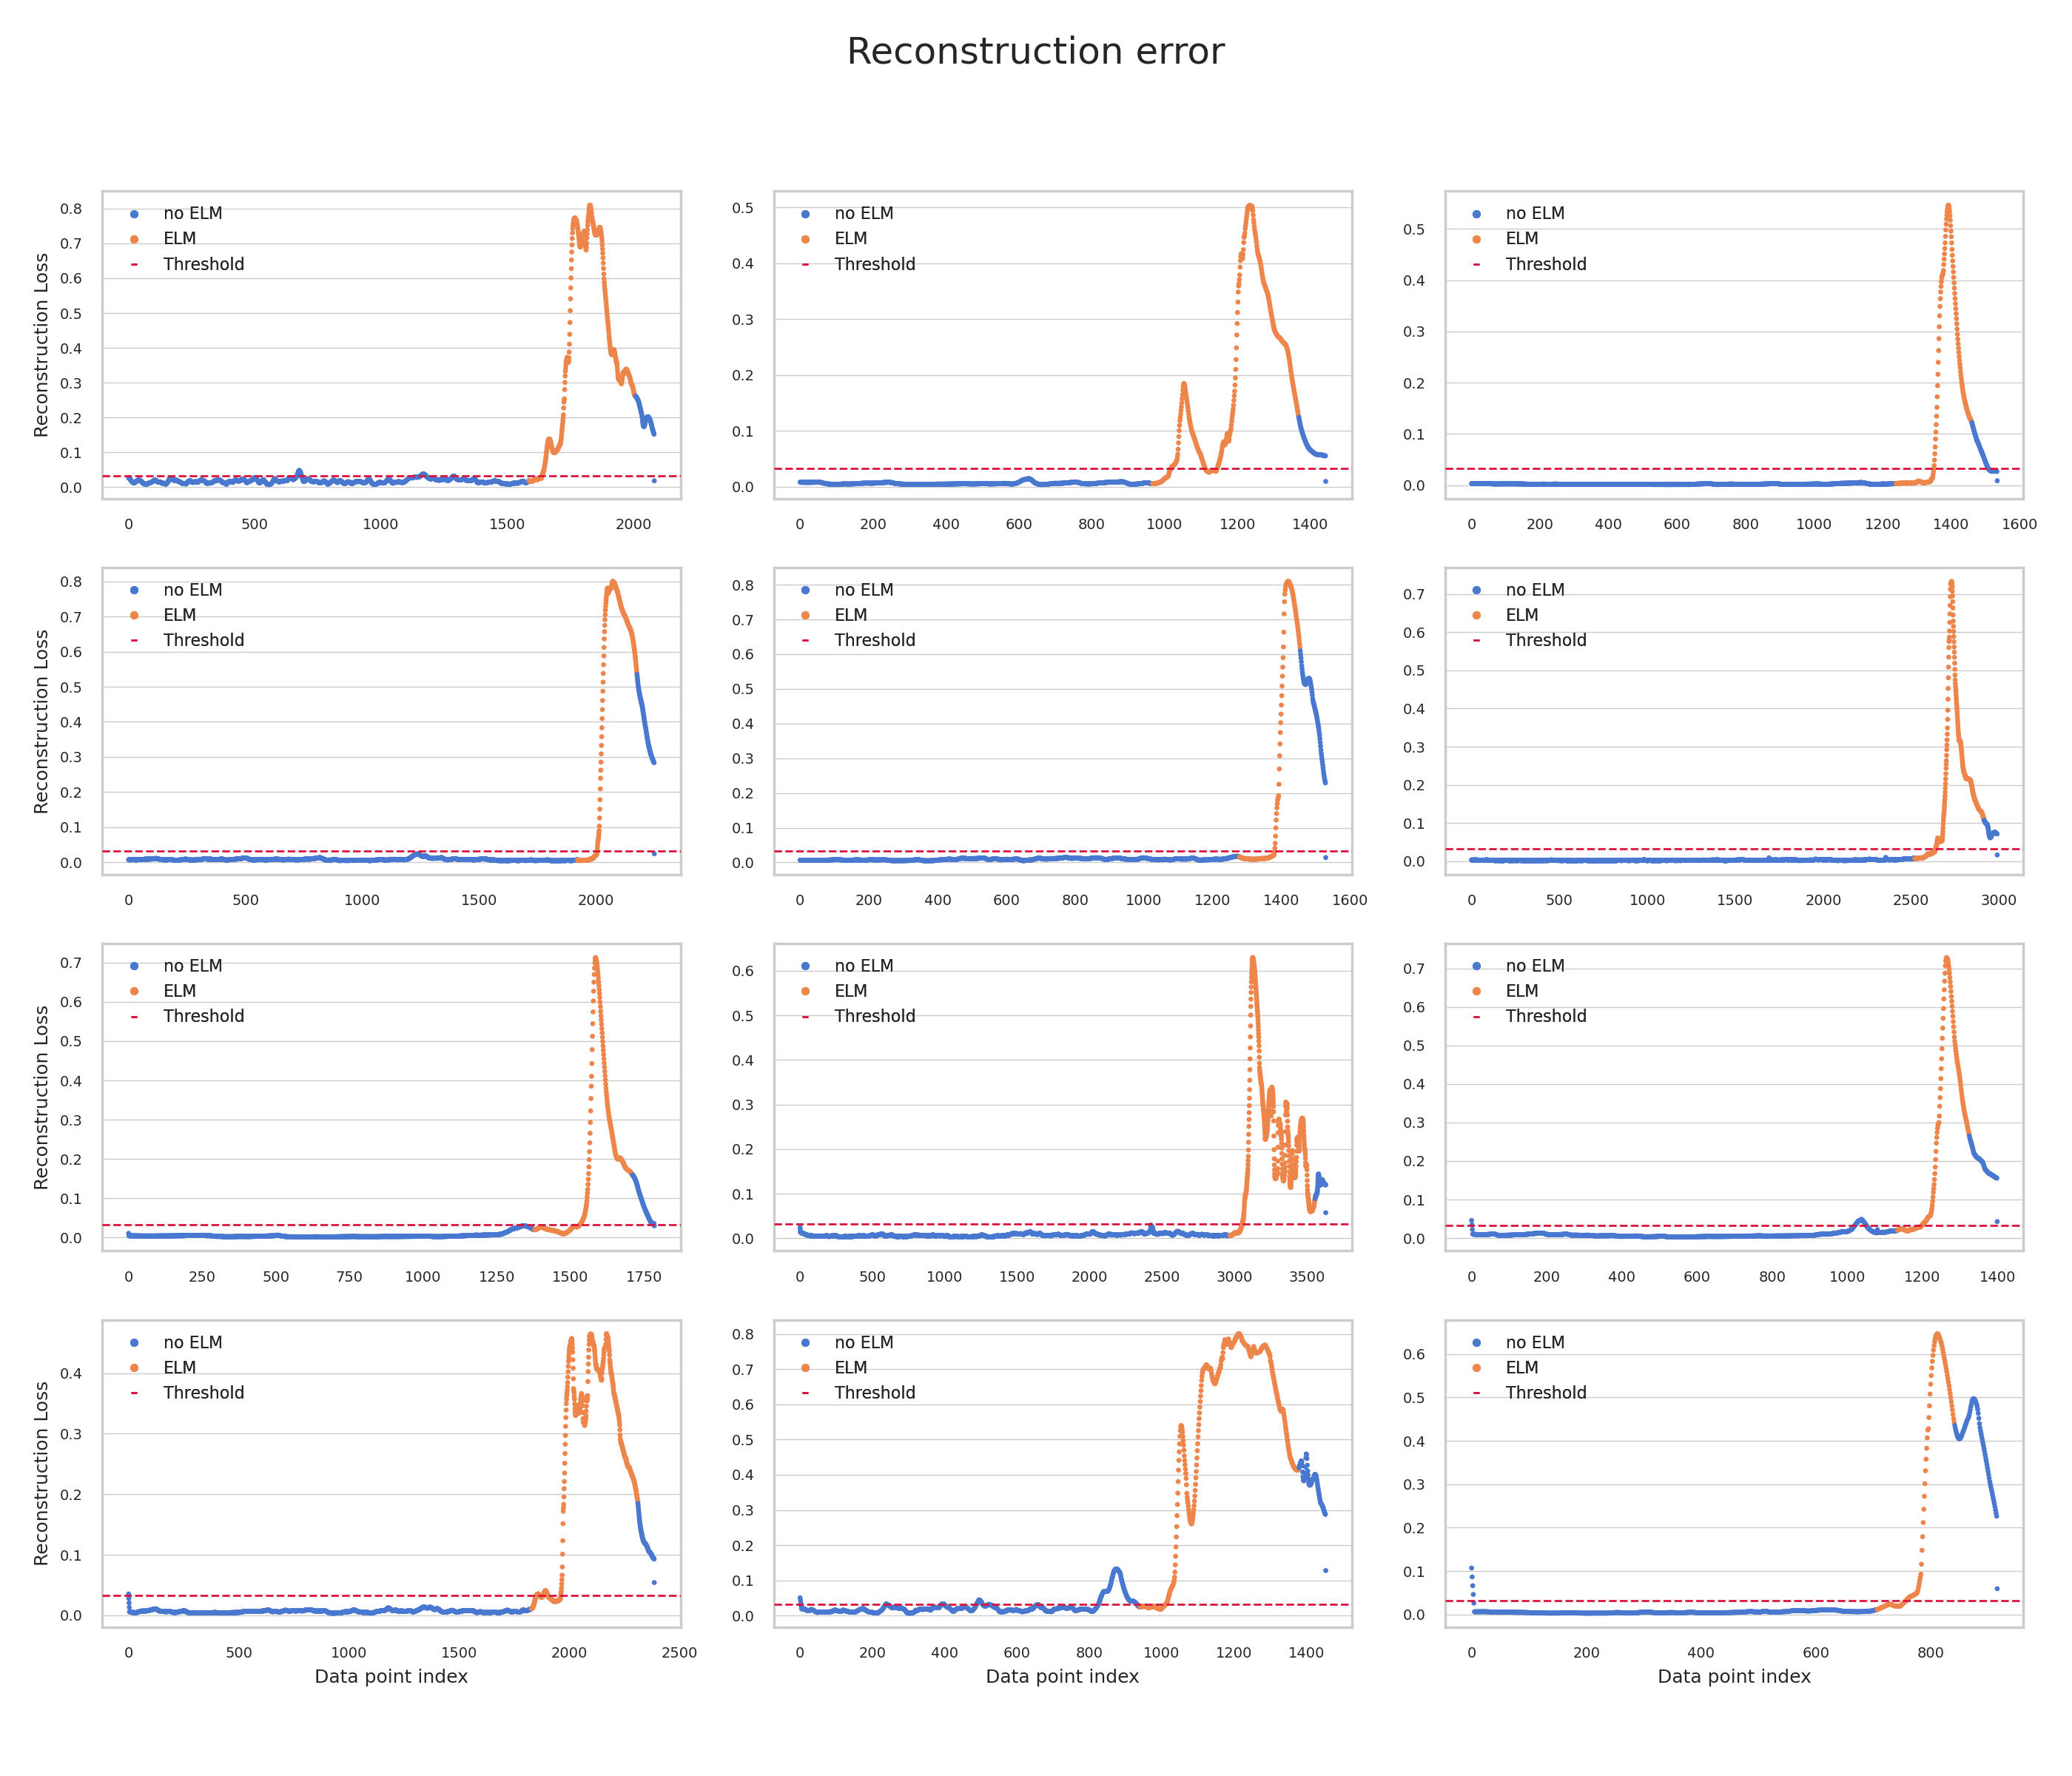 Reconstruction error
Reconstruction Loss
0.8
0.7
0.6
0.5
0.4
0.3
0.2
0.1
0.0
no ELM
ELM
Threshold
0 500 1000 1500 2000
0.5
0.4
0.3
0.2
0.1
0.0
no ELM
ELM
Threshold
0 200 400 600 800 1000 1200 1400
0.5
0.4
0.3
0.2
0.1
0.0
no ELM
ELM
Threshold
0 200 400 600 800 1000 1200 1400 1600
Reconstruction Loss
0.8
0.7
0.6
0.5
0.4
0.3
0.2
0.1
0.0
no ELM
ELM
Threshold
0 500 1000 1500 2000
0.8
0.7
0.6
0.5
0.4
0.3
0.2
0.1
0.0
no ELM
ELM
Threshold
0 200 400 600 800 1000 1200 1400 1600
0.7
0.6
0.5
0.4
0.3
0.2
0.1
0.0
no ELM
ELM
Threshold
0 500 1000 1500 2000 2500 3000
Reconstruction Loss
0.7
0.6
0.5
0.4
0.3
0.2
0.1
0.0
no ELM
ELM
Threshold
0 250 500 750 1000 1250 1500 1750
0.6
0.5
0.4
0.3
0.2
0.1
0.0
no ELM
ELM
Threshold
0 500 1000 1500 2000 2500 3000 3500
0.7
0.6
0.5
0.4
0.3
0.2
0.1
0.0
no ELM
ELM
Threshold
0 200 400 600 800 1000 1200 1400
Reconstruction Loss
0.4
0.3
0.2
0.1
0.0
no ELM
ELM
Threshold
0 500 1000 1500 2000 2500
Data point index
0.8
0.7
0.6
0.5
0.4
0.3
0.2
0.1
0.0
no ELM
ELM
Threshold
0 200 400 600 800 1000 1200 1400
Data point index
0.6
0.5
0.4
0.3
0.2
0.1
0.0
no ELM
ELM
Threshold
0 200 400 600 800
Data point index